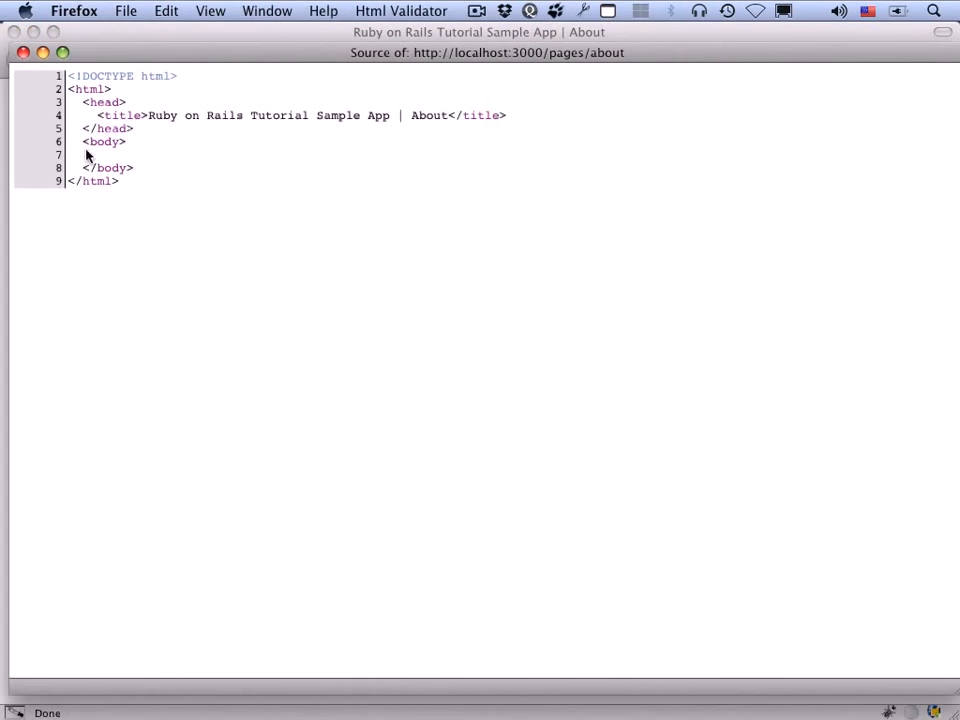 Firefox File Edit View Window Help Html Validator
Ruby on Rails Tutorial Sample App | About
Source of: http://localhost:3000/pages/about
1 <!DOCTYPE html>
2 <html>
3 <head>
4 <title>Ruby on Rails Tutorial Sample App | About</title>
5 </head>
6 <body>
7
8 </body>
9 </html>
Done